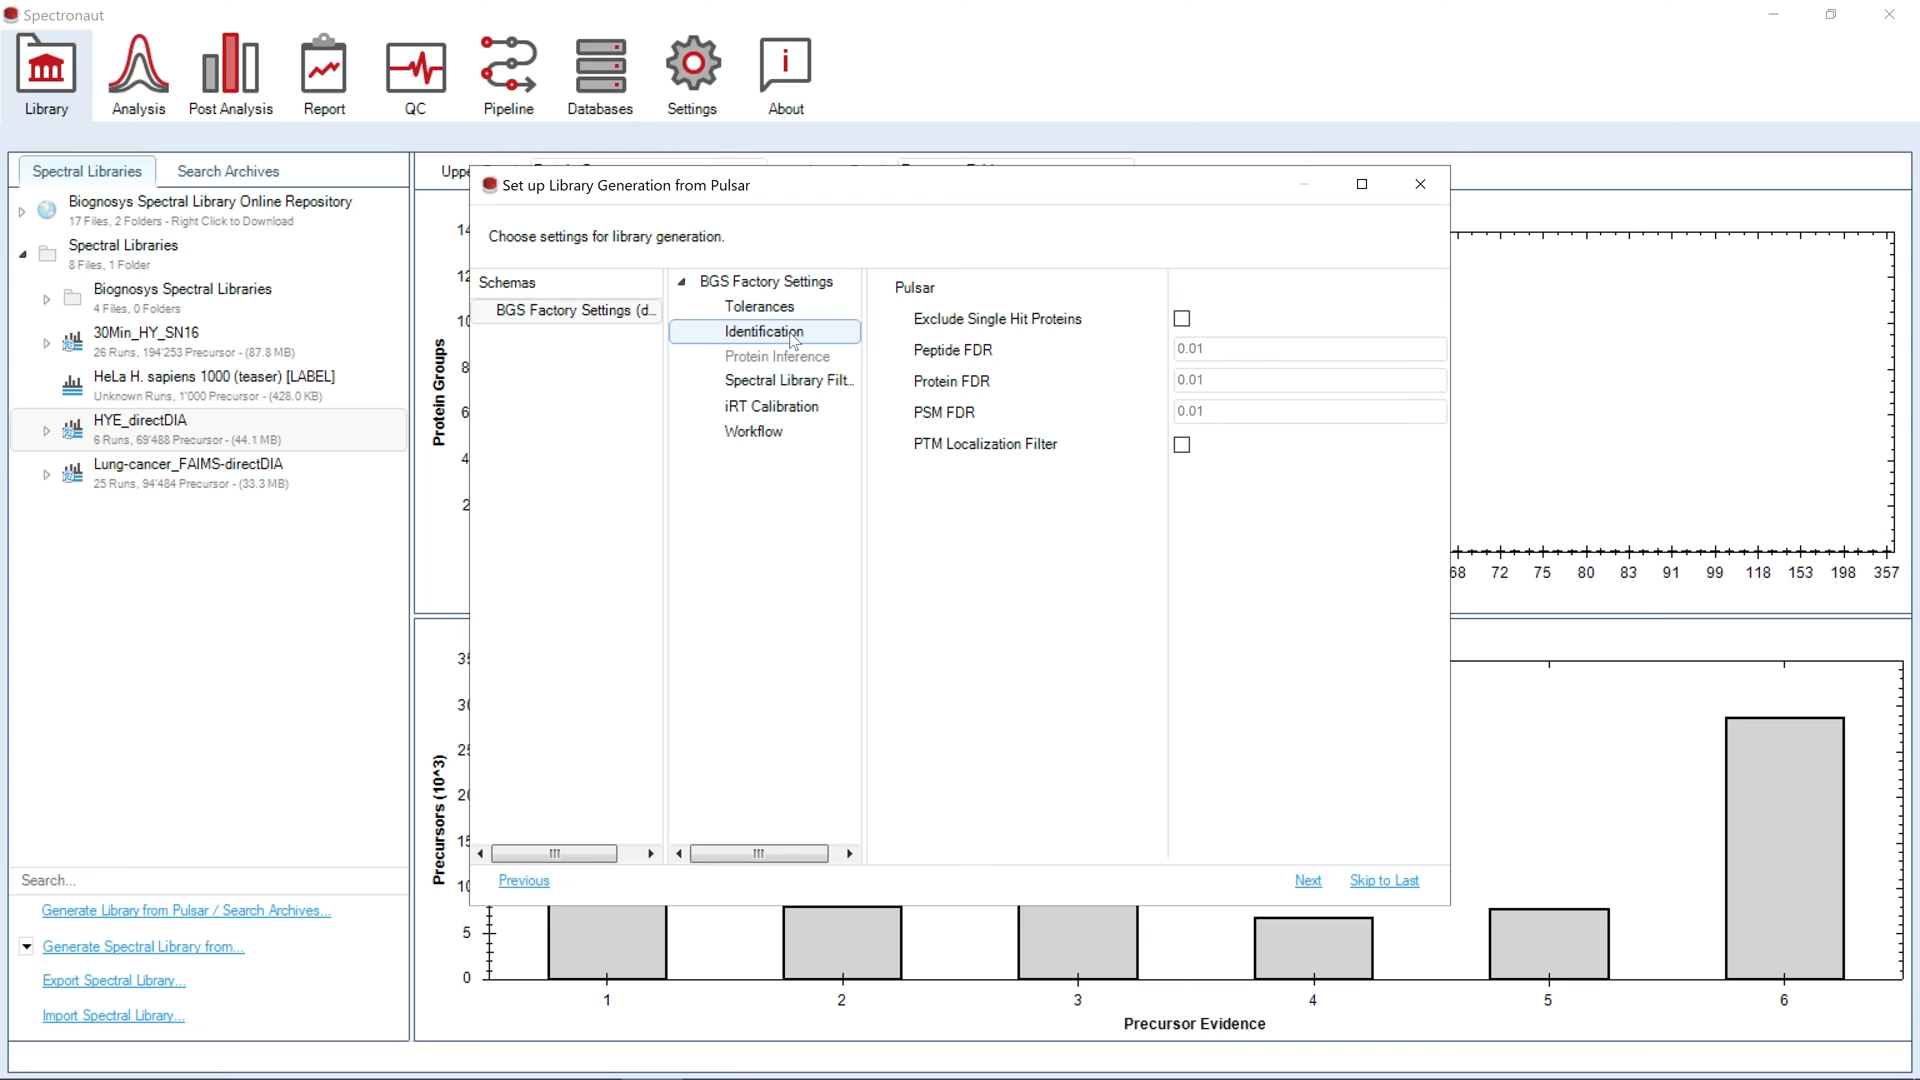 Spectronaut
Library
Analysis
Post Analysis
Report
QC
Pipeline
Databases
Settings
About
Spectral Libraries
Search Archives
Biognosys Spectral Library Online Repository
17 Files, 2 Folders - Right Click to Download
Spectral Libraries
8 Files, 1 Folder
Biognosys Spectral Libraries
4 Files, 0 Folders
30Min_HY_SN16
26 Runs, 194'253 Precursor - (87.8 MB)
HeLa H. sapiens 1000 (teaser) [LABEL]
Unknown Runs, 1'000 Precursor - (428.0 KB)
HYE_directDIA
6 Runs, 69'488 Precursor - (44.1 MB)
Lung-cancer_FAIMS-directDIA
25 Runs, 94'484 Precursor - (33.3 MB)
Search...
Generate Library from Pulsar / Search Archives...
Generate Spectral Library from...
Export Spectral Library...
Import Spectral Library...
Set up Library Generation from Pulsar
Choose settings for library generation.
Schemas
BGS Factory Settings (d...
BGS Factory Settings
Tolerances
Identification
Protein Inference
Spectral Library Filt...
iRT Calibration
Workflow
Pulsar
Exclude Single Hit Proteins
Peptide FDR 0.01
Protein FDR 0.01
PSM FDR 0.01
PTM Localization Filter
Previous
Next
Skip to Last
Protein Groups
8
6
4
2
72 75 80 83 91 99 118 153 198 357
Precursors (10^3)
5
0
1 2 3 4 5 6
Precursor Evidence